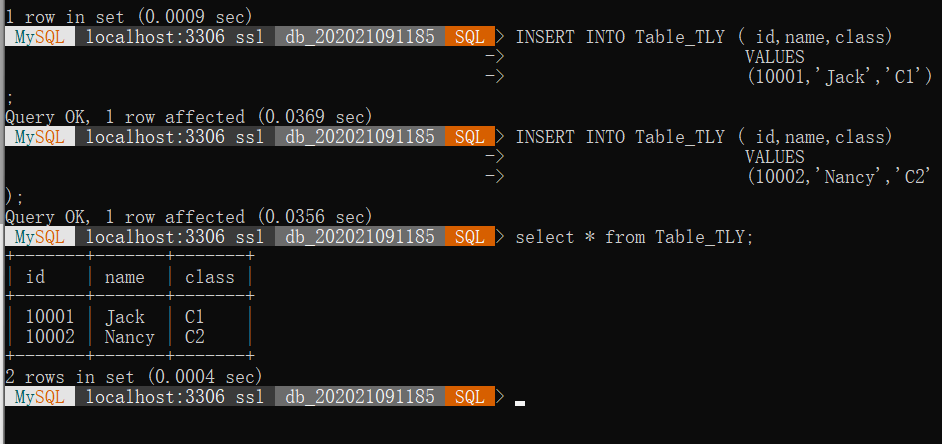 1 row in set (0.0009 sec)
MySQL localhost:3306 ssl db_202021091185 SQL > INSERT INTO Table_TLY ( id,name,class)
-> VALUES
-> (10001,'Jack','C1')
;
Query OK, 1 row affected (0.0369 sec)
MySQL localhost:3306 ssl db_202021091185 SQL > INSERT INTO Table_TLY ( id,name,class)
-> VALUES
-> (10002,'Nancy','C2'
);
Query OK, 1 row affected (0.0356 sec)
MySQL localhost:3306 ssl db_202021091185 SQL > select * from Table_TLY;
+-------+-------+-------+
| id    | name  | class |
+-------+-------+-------+
| 10001 | Jack  | C1    |
| 10002 | Nancy | C2    |
+-------+-------+-------+
2 rows in set (0.0004 sec)
MySQL localhost:3306 ssl db_202021091185 SQL >